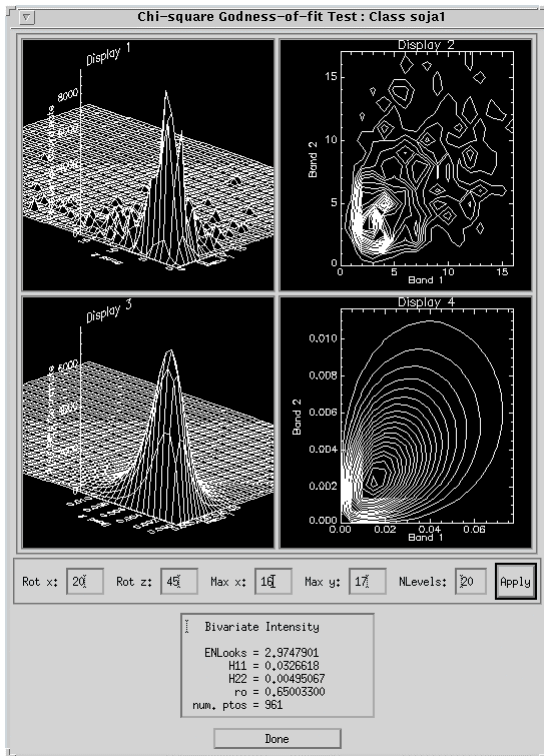 Chi-square Godness-of-fit Test : Class soja1
Display 1
8000
Display 2
Band 2
15
10
5
0
0 5 10 15
Band 1
Display 3
Display 4
Band 2
0.010
0.008
0.006
0.004
0.002
0.000
0.00 0.02 0.04 0.06
Band 1
Rot x: 20 Rot z: 45 Max x: 16 Max y: 17 NLevels: 20 Apply
Bivariate Intensity
ENLooks = 2.9747901
H11 = 0.0326618
H22 = 0.00495067
ro = 0.65003300
num. ptos = 961
Done